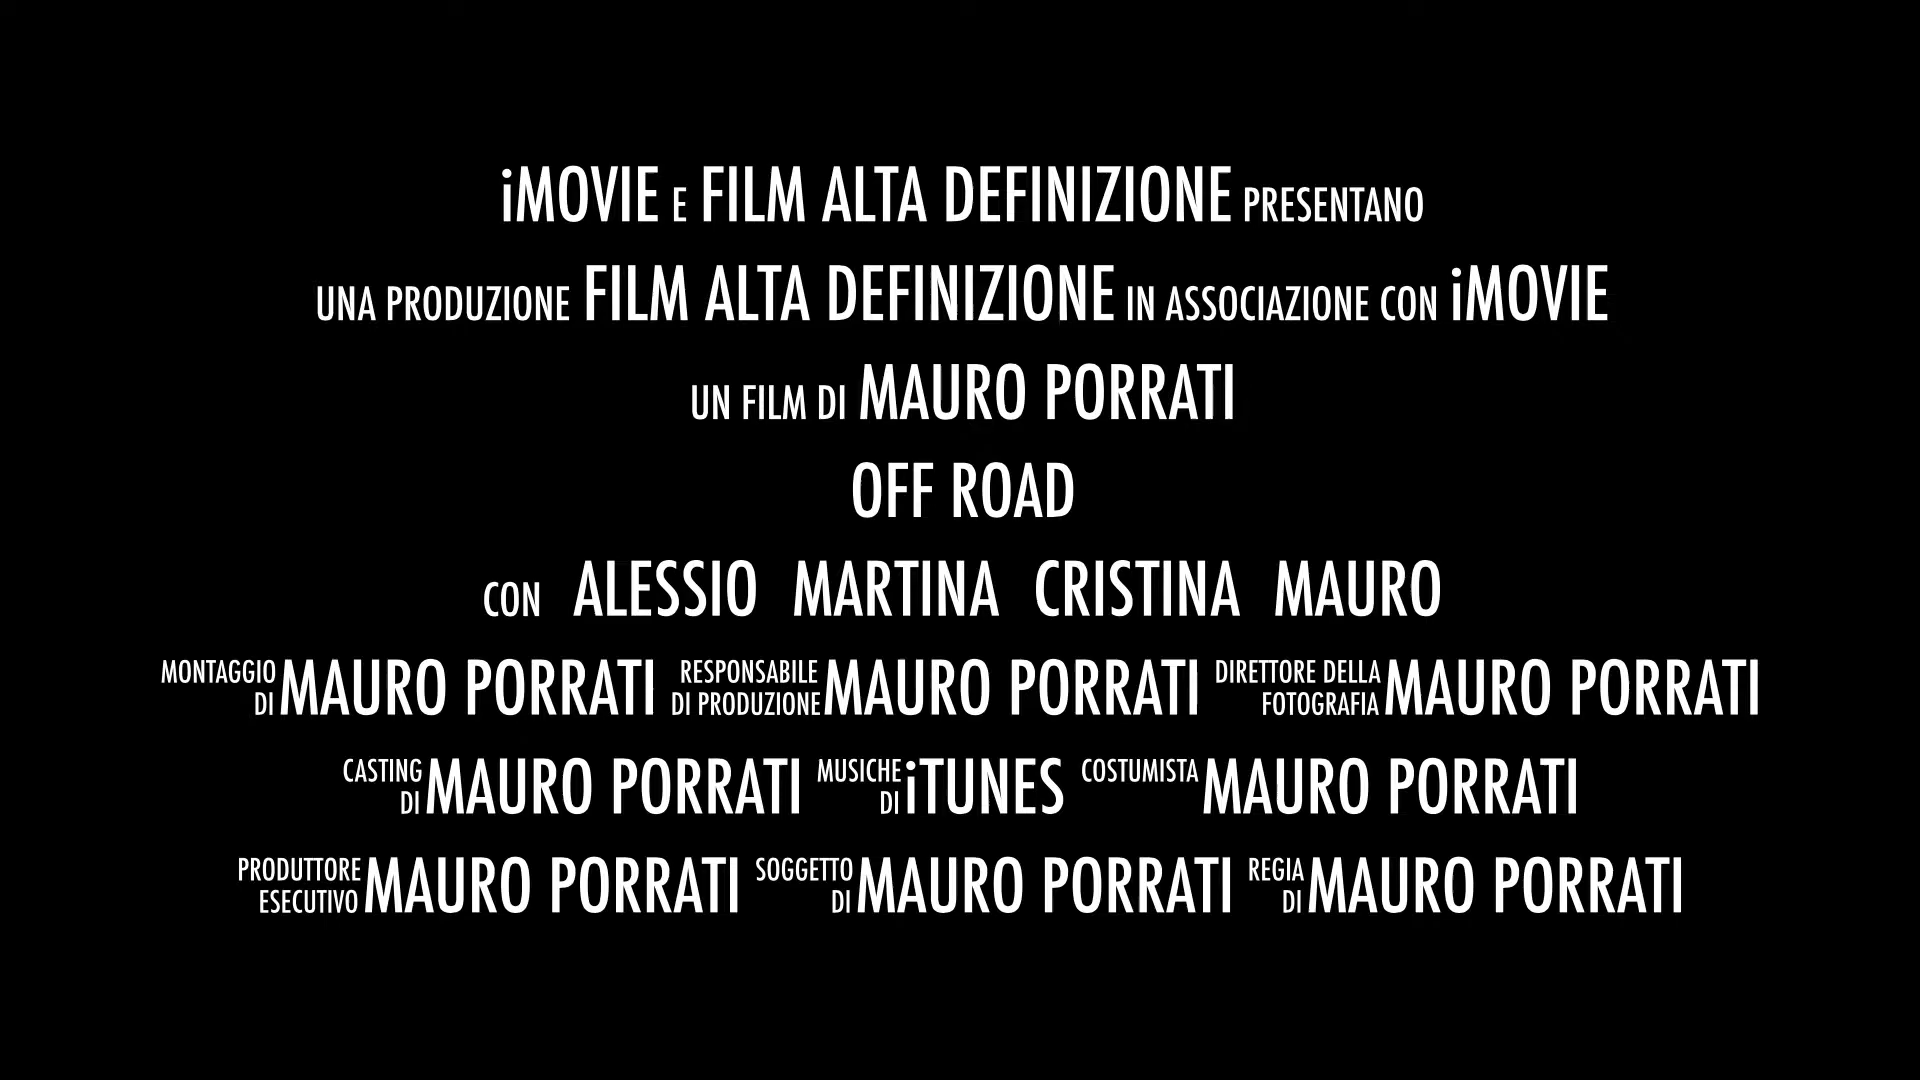 iMOVIE E FILM ALTA DEFINIZIONE PRESENTANO
UNA PRODUZIONE FILM ALTA DEFINIZIONE IN ASSOCIAZIONE CON iMOVIE
UN FILM DI MAURO PORRATI
OFF ROAD
CON ALESSIO MARTINA CRISTINA MAURO
MONTAGGIO DI MAURO PORRATI RESPONSABILE DI PRODUZIONE MAURO PORRATI DIRETTORE DELLA FOTOGRAFIA MAURO PORRATI
CASTING DI MAURO PORRATI MUSICHE DI iTUNES COSTUMISTA MAURO PORRATI
PRODUTTORE ESECUTIVO MAURO PORRATI SOGGETTO DI MAURO PORRATI REGIA DI MAURO PORRATI